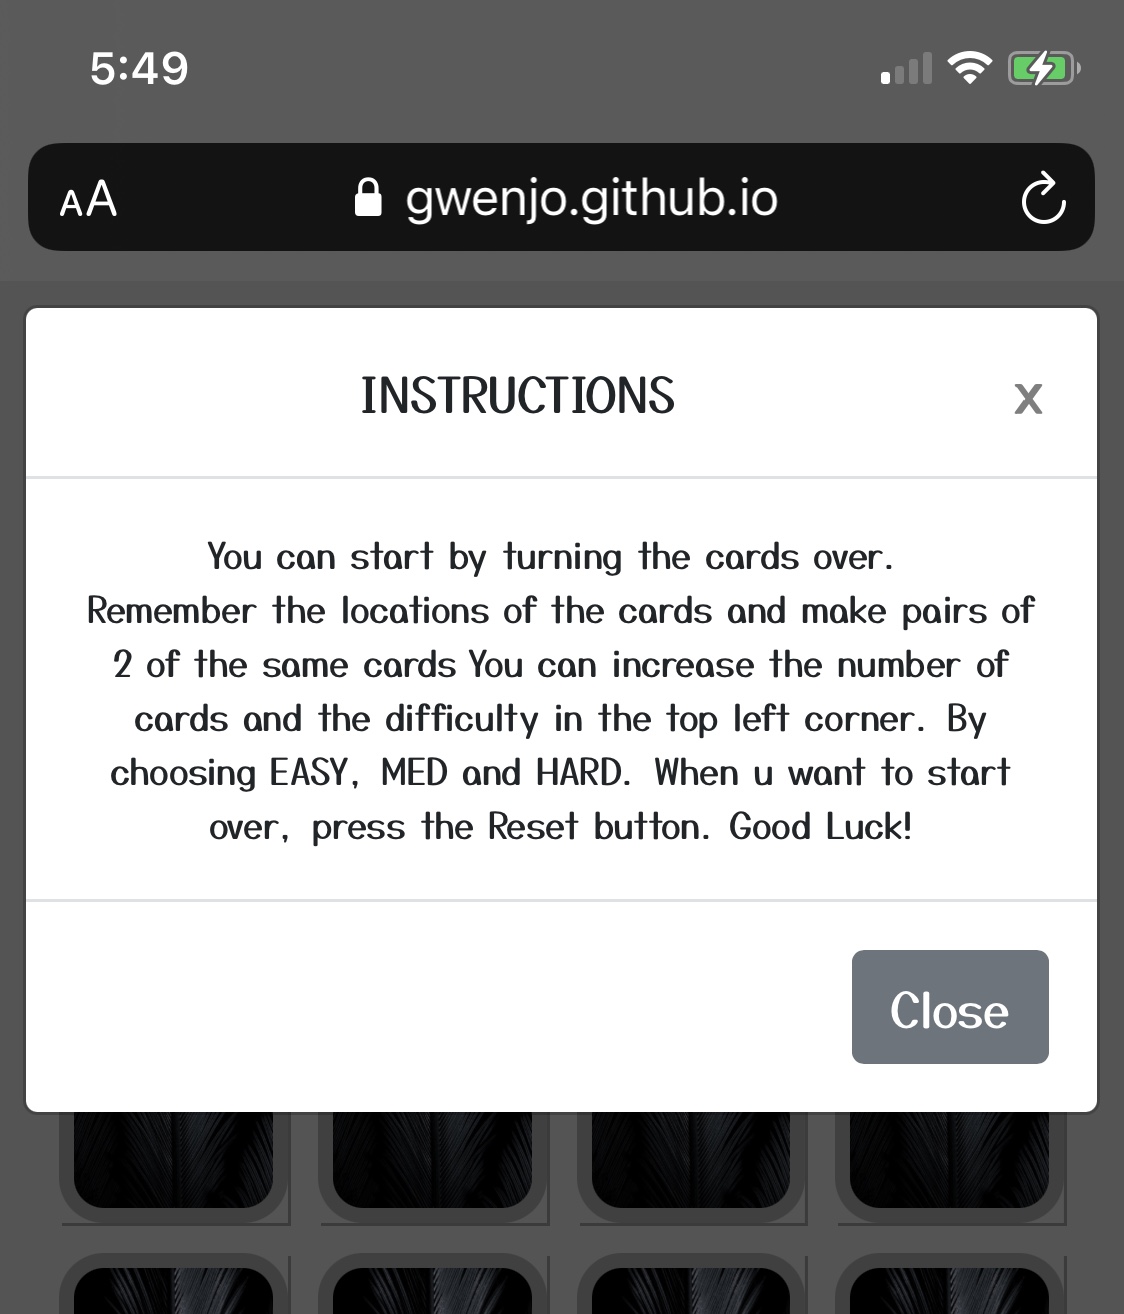 5:49
AA gwenjo.github.io
INSTRUCTIONS x
You can start by turning the cards over.
Remember the locations of the cards and make pairs of
2 of the same cards You can increase the number of
cards and the difficulty in the top left corner. By
choosing EASY, MED and HARD. When u want to start
over, press the Reset button. Good Luck!
Close